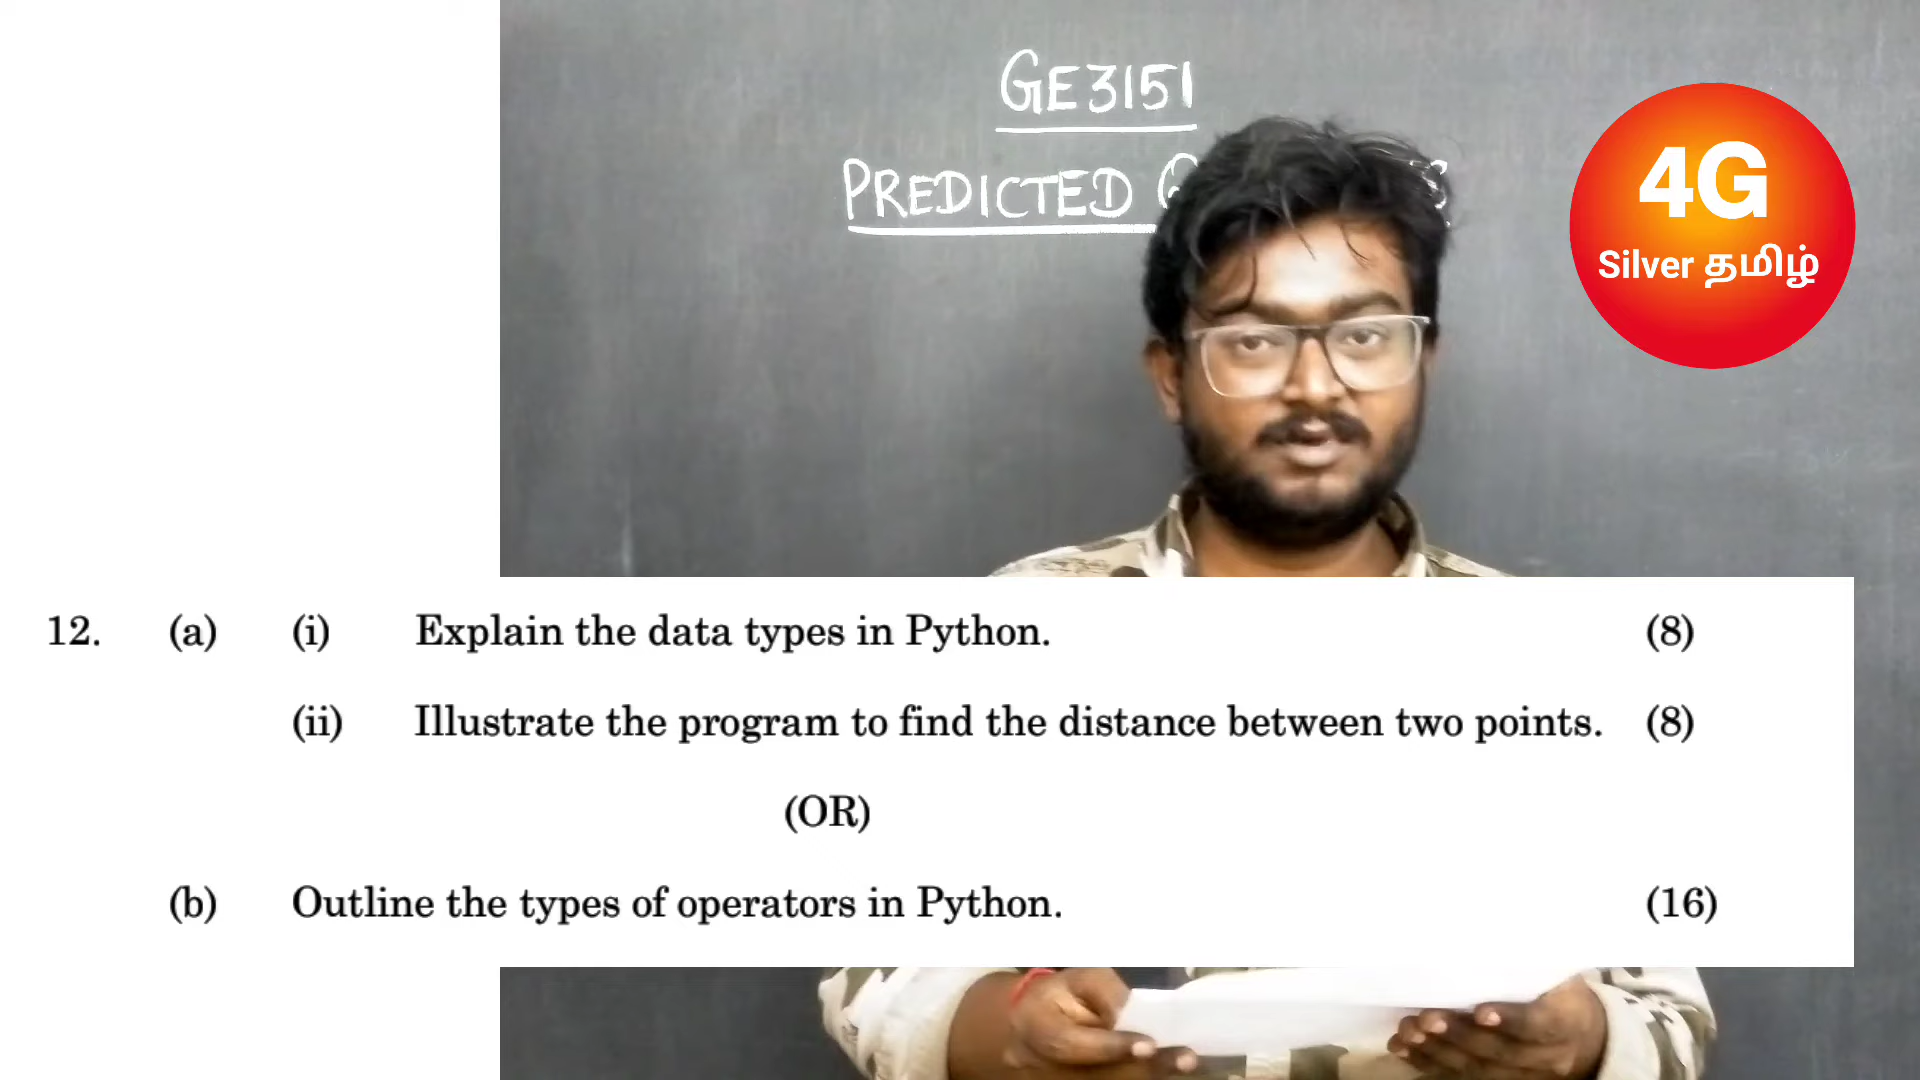 GE3151
PREDICTED
4G
Silver தமிழ்
12. (a) (i) Explain the data types in Python. (8)
(ii) Illustrate the program to find the distance between two points. (8)
(OR)
(b) Outline the types of operators in Python. (16)